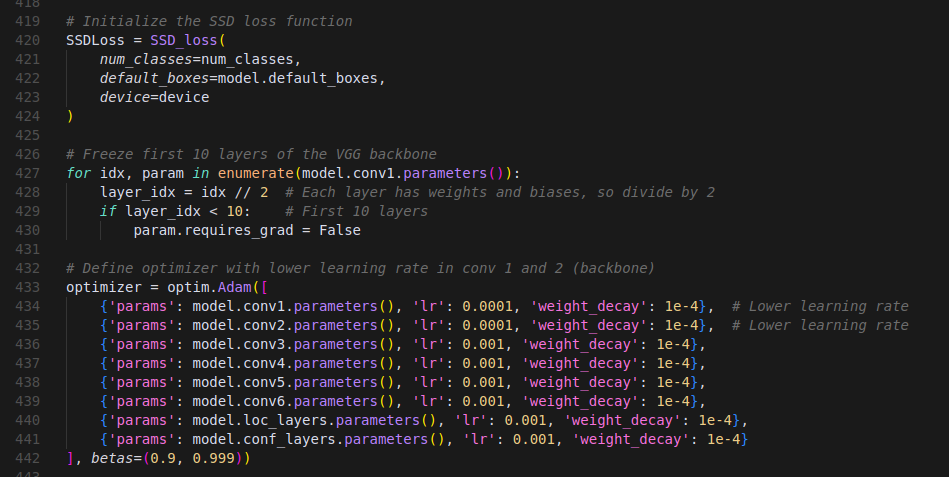 418
419 # Initialize the SSD loss function
420 SSDLoss = SSD_loss(
421 num_classes=num_classes,
422 default_boxes=model.default_boxes,
423 device=device
424 )
425
426 # Freeze first 10 layers of the VGG backbone
427 for idx, param in enumerate(model.conv1.parameters()):
428 layer_idx = idx // 2  # Each layer has weights and biases, so divide by 2
429 if layer_idx < 10:    # First 10 layers
430 param.requires_grad = False
431
432 # Define optimizer with lower learning rate in conv 1 and 2 (backbone)
433 optimizer = optim.Adam([
434 {'params': model.conv1.parameters(), 'lr': 0.0001, 'weight_decay': 1e-4},  # Lower learning rate
435 {'params': model.conv2.parameters(), 'lr': 0.0001, 'weight_decay': 1e-4},  # Lower learning rate
436 {'params': model.conv3.parameters(), 'lr': 0.001, 'weight_decay': 1e-4},
437 {'params': model.conv4.parameters(), 'lr': 0.001, 'weight_decay': 1e-4},
438 {'params': model.conv5.parameters(), 'lr': 0.001, 'weight_decay': 1e-4},
439 {'params': model.conv6.parameters(), 'lr': 0.001, 'weight_decay': 1e-4},
440 {'params': model.loc_layers.parameters(), 'lr': 0.001, 'weight_decay': 1e-4},
441 {'params': model.conf_layers.parameters(), 'lr': 0.001, 'weight_decay': 1e-4}
442 ], betas=(0.9, 0.999))
443